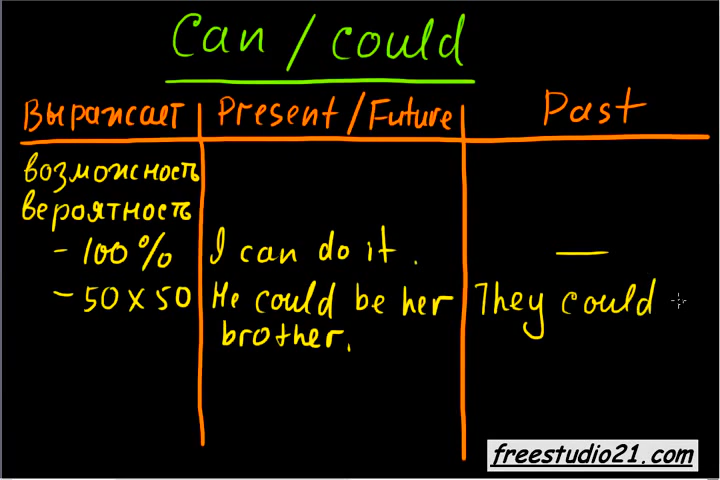 Can / could
Выражает | Present / Future | Past
возможность
вероятность
- 100% | I can do it. | —
- 50 x 50 | He could be her | They could
brother.
freestudio21.com